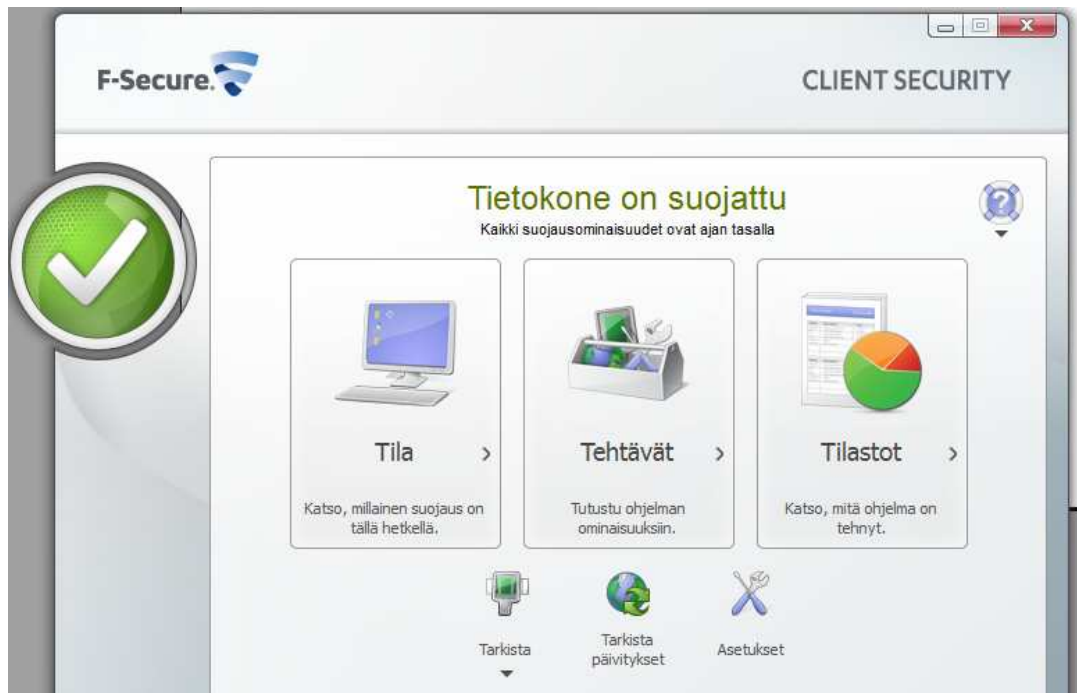 F-Secure.
CLIENT SECURITY
Tietokone on suojattu
Kaikki suojausominaisuudet ovat ajan tasalla
Tila
Katso, millainen suojaus on
tällä hetkellä.
Tehtävät
Tutustu ohjelman
ominaisuuksiin.
Tilastot
Katso, mitä ohjelma on
tehnyt.
Tarkista
Tarkista
päivitykset
Asetukset